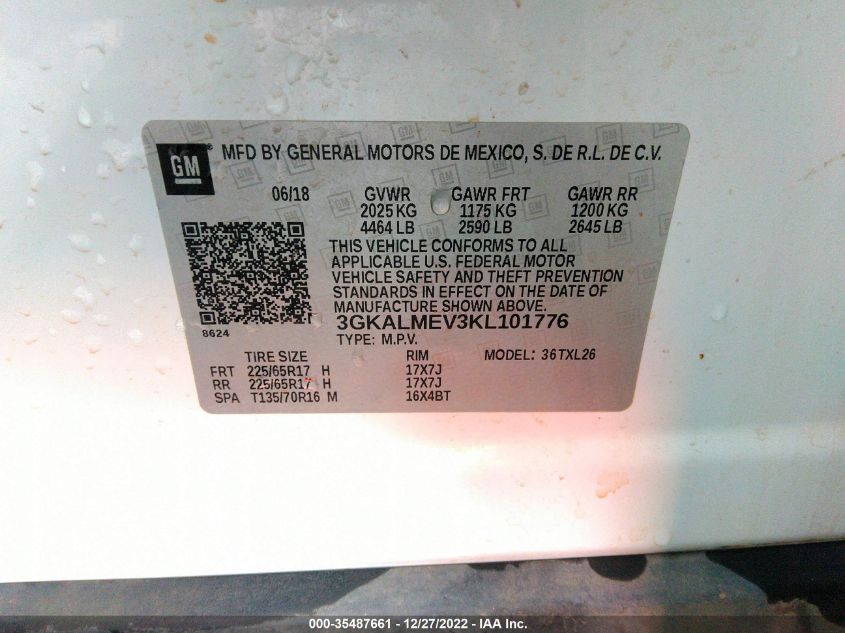 GM
MFD BY GENERAL MOTORS DE MEXICO, S. DE R.L. DE C.V.
06/18 GVWR GAWR FRT GAWR RR
2025 KG 1175 KG 1200 KG
4464 LB 2590 LB 2645 LB
THIS VEHICLE CONFORMS TO ALL
APPLICABLE U.S. FEDERAL MOTOR
VEHICLE SAFETY AND THEFT PREVENTION
STANDARDS IN EFFECT ON THE DATE OF
MANUFACTURE SHOWN ABOVE.
8624
3GKALMEV3KL101776
TYPE: M.P.V.
TIRE SIZE RIM MODEL: 36TXL26
FRT 225/65R17 H 17X7J
RR 225/65R17 H 17X7J
SPA T135/70R16 M 16X4BT
000-35487661 - 12/27/2022 - IAA Inc.